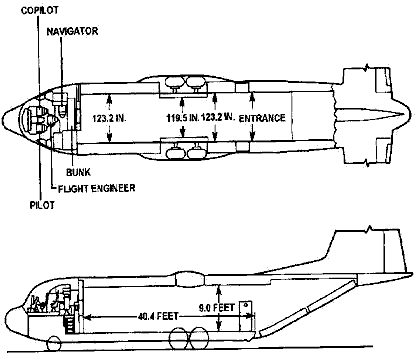 COPILOT
NAVIGATOR
123.2 IN.
119.5 IN.
123.2 IN.
ENTRANCE
BUNK
FLIGHT ENGINEER
PILOT
9.0 FEET
40.4 FEET